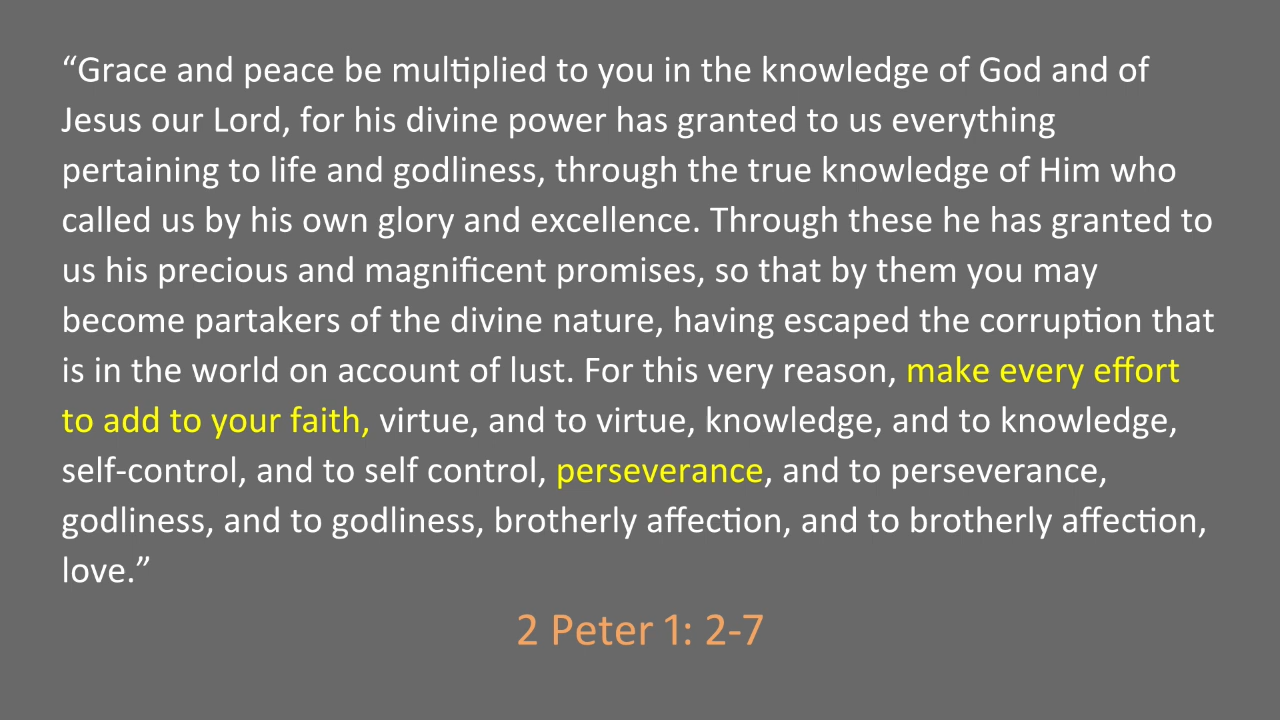 “Grace and peace be multiplied to you in the knowledge of God and of
Jesus our Lord, for his divine power has granted to us everything
pertaining to life and godliness, through the true knowledge of Him who
called us by his own glory and excellence. Through these he has granted to
us his precious and magnificent promises, so that by them you may
become partakers of the divine nature, having escaped the corruption that
is in the world on account of lust. For this very reason, make every effort
to add to your faith, virtue, and to virtue, knowledge, and to knowledge,
self-control, and to self control, perseverance, and to perseverance,
godliness, and to godliness, brotherly affection, and to brotherly affection,
love.”
2 Peter 1: 2-7